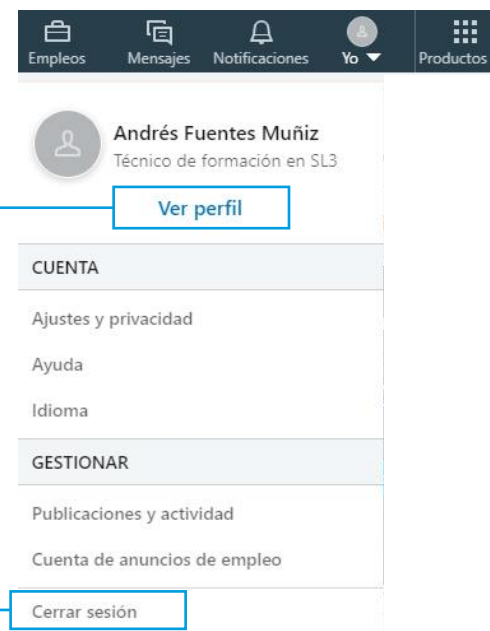 Empleos Mensajes Notificaciones Yo Productos
Andrés Fuentes Muñiz
Técnico de formación en SL3
Ver perfil
CUENTA
Ajustes y privacidad
Ayuda
Idioma
GESTIONAR
Publicaciones y actividad
Cuenta de anuncios de empleo
Cerrar sesión